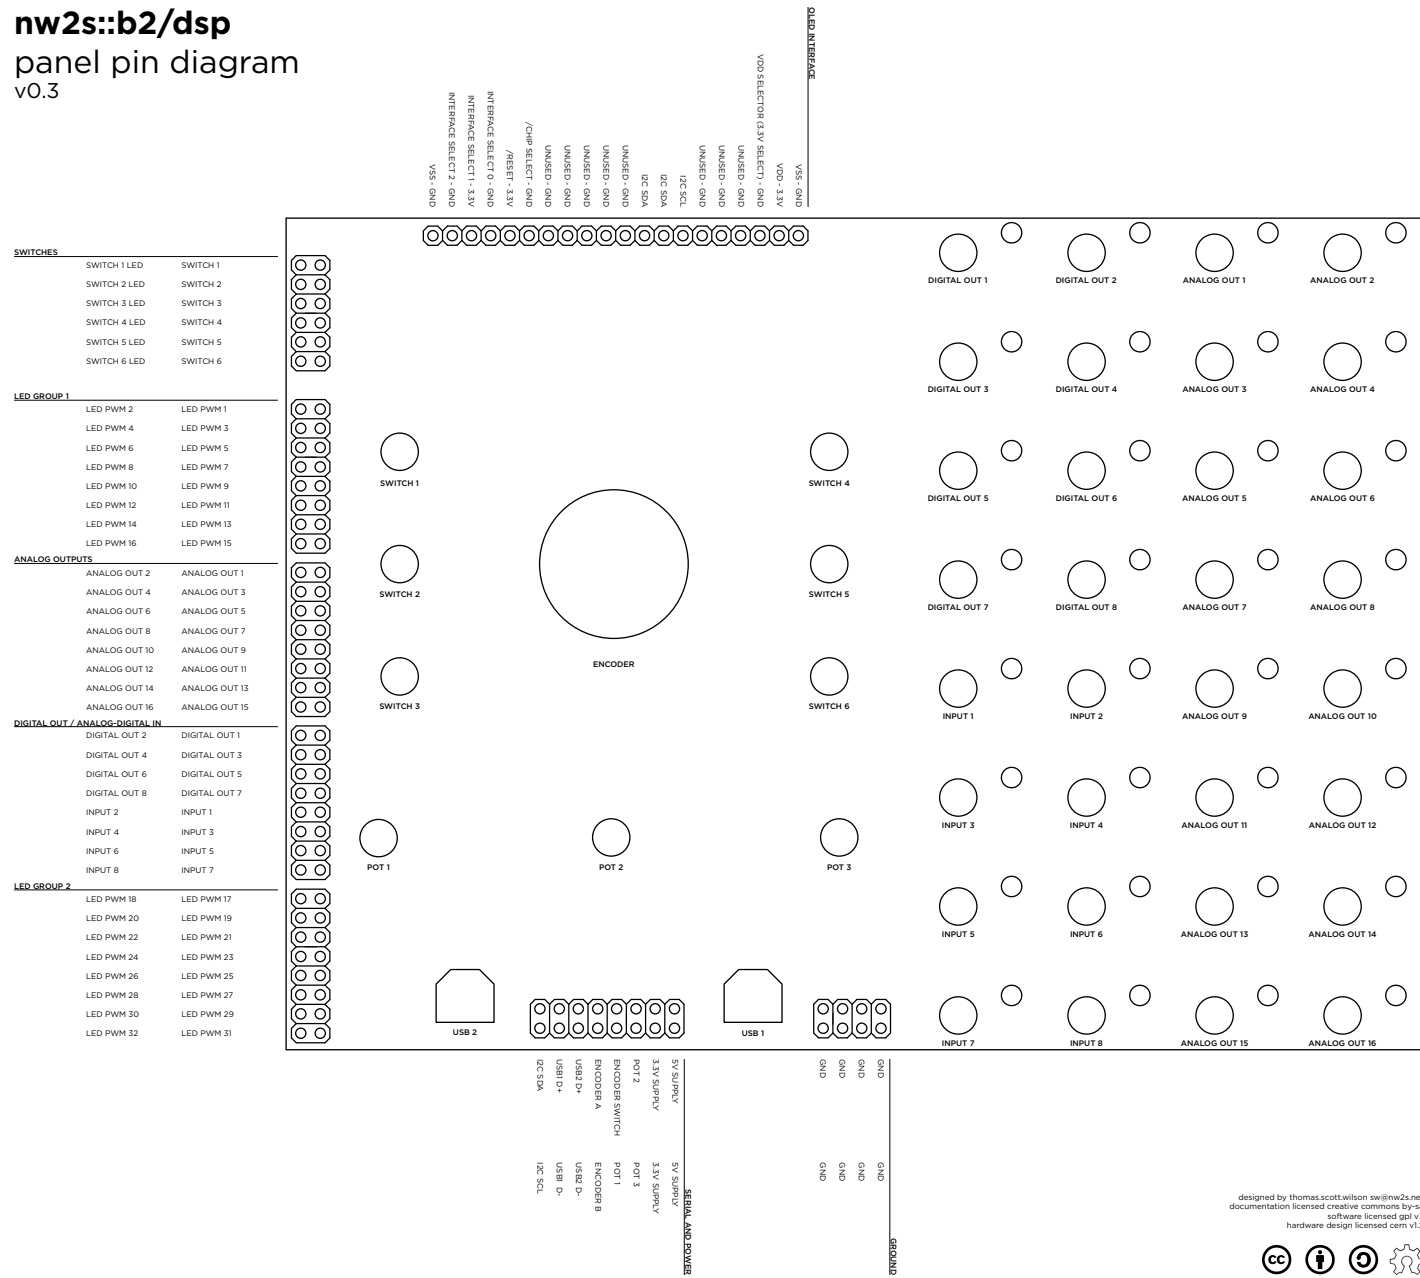 nw2s::b2/dsp
panel pin diagram
v0.3
OLED INTERFACE
VSS - GND
INTERFACE SELECT 2 - GND
INTERFACE SELECT 1 - 3.3V
INTERFACE SELECT 0 - GND
/RESET - 3.3V
/CHIP SELECT - GND
UNUSED - GND
UNUSED - GND
UNUSED - GND
UNUSED - GND
UNUSED - GND
I2C SDA
I2C SDA
I2C SCL
UNUSED - GND
UNUSED - GND
UNUSED - GND
VDD SELECTOR (3.3V SELECT) - GND
VDD - 3.3V
VSS - GND
SWITCHES
SWITCH 1 LED SWITCH 1
SWITCH 2 LED SWITCH 2
SWITCH 3 LED SWITCH 3
SWITCH 4 LED SWITCH 4
SWITCH 5 LED SWITCH 5
SWITCH 6 LED SWITCH 6
LED GROUP 1
LED PWM 2 LED PWM 1
LED PWM 4 LED PWM 3
LED PWM 6 LED PWM 5
LED PWM 8 LED PWM 7
LED PWM 10 LED PWM 9
LED PWM 12 LED PWM 11
LED PWM 14 LED PWM 13
LED PWM 16 LED PWM 15
ANALOG OUTPUTS
ANALOG OUT 2 ANALOG OUT 1
ANALOG OUT 4 ANALOG OUT 3
ANALOG OUT 6 ANALOG OUT 5
ANALOG OUT 8 ANALOG OUT 7
ANALOG OUT 10 ANALOG OUT 9
ANALOG OUT 12 ANALOG OUT 11
ANALOG OUT 14 ANALOG OUT 13
ANALOG OUT 16 ANALOG OUT 15
DIGITAL OUT / ANALOG-DIGITAL IN
DIGITAL OUT 2 DIGITAL OUT 1
DIGITAL OUT 4 DIGITAL OUT 3
DIGITAL OUT 6 DIGITAL OUT 5
DIGITAL OUT 8 DIGITAL OUT 7
INPUT 2 INPUT 1
INPUT 4 INPUT 3
INPUT 6 INPUT 5
INPUT 8 INPUT 7
LED GROUP 2
LED PWM 18 LED PWM 17
LED PWM 20 LED PWM 19
LED PWM 22 LED PWM 21
LED PWM 24 LED PWM 23
LED PWM 26 LED PWM 25
LED PWM 28 LED PWM 27
LED PWM 30 LED PWM 29
LED PWM 32 LED PWM 31
SWITCH 1 SWITCH 4
SWITCH 2 SWITCH 5
ENCODER
SWITCH 3 SWITCH 6
POT 1 POT 2 POT 3
USB 2 USB 1
DIGITAL OUT 1 DIGITAL OUT 2 ANALOG OUT 1 ANALOG OUT 2
DIGITAL OUT 3 DIGITAL OUT 4 ANALOG OUT 3 ANALOG OUT 4
DIGITAL OUT 5 DIGITAL OUT 6 ANALOG OUT 5 ANALOG OUT 6
DIGITAL OUT 7 DIGITAL OUT 8 ANALOG OUT 7 ANALOG OUT 8
INPUT 1 INPUT 2 ANALOG OUT 9 ANALOG OUT 10
INPUT 3 INPUT 4 ANALOG OUT 11 ANALOG OUT 12
INPUT 5 INPUT 6 ANALOG OUT 13 ANALOG OUT 14
INPUT 7 INPUT 8 ANALOG OUT 15 ANALOG OUT 16
I2C SDA I2C SCL
USB1 D+ USB1 D-
USB2 D+ USB2 D-
ENCODER A ENCODER B
ENCODER SWITCH POT 1
POT 2 POT 3
3.3V SUPPLY 3.3V SUPPLY
5V SUPPLY 5V SUPPLY
SERIAL AND POWER
GND GND
GND GND
GND GND
GND GND
GROUND
designed by thomas.scott.wilson sw@nw2s.ne
documentation licensed creative commons by-s
software licensed gpl v
hardware design licensed cern v1.
cc